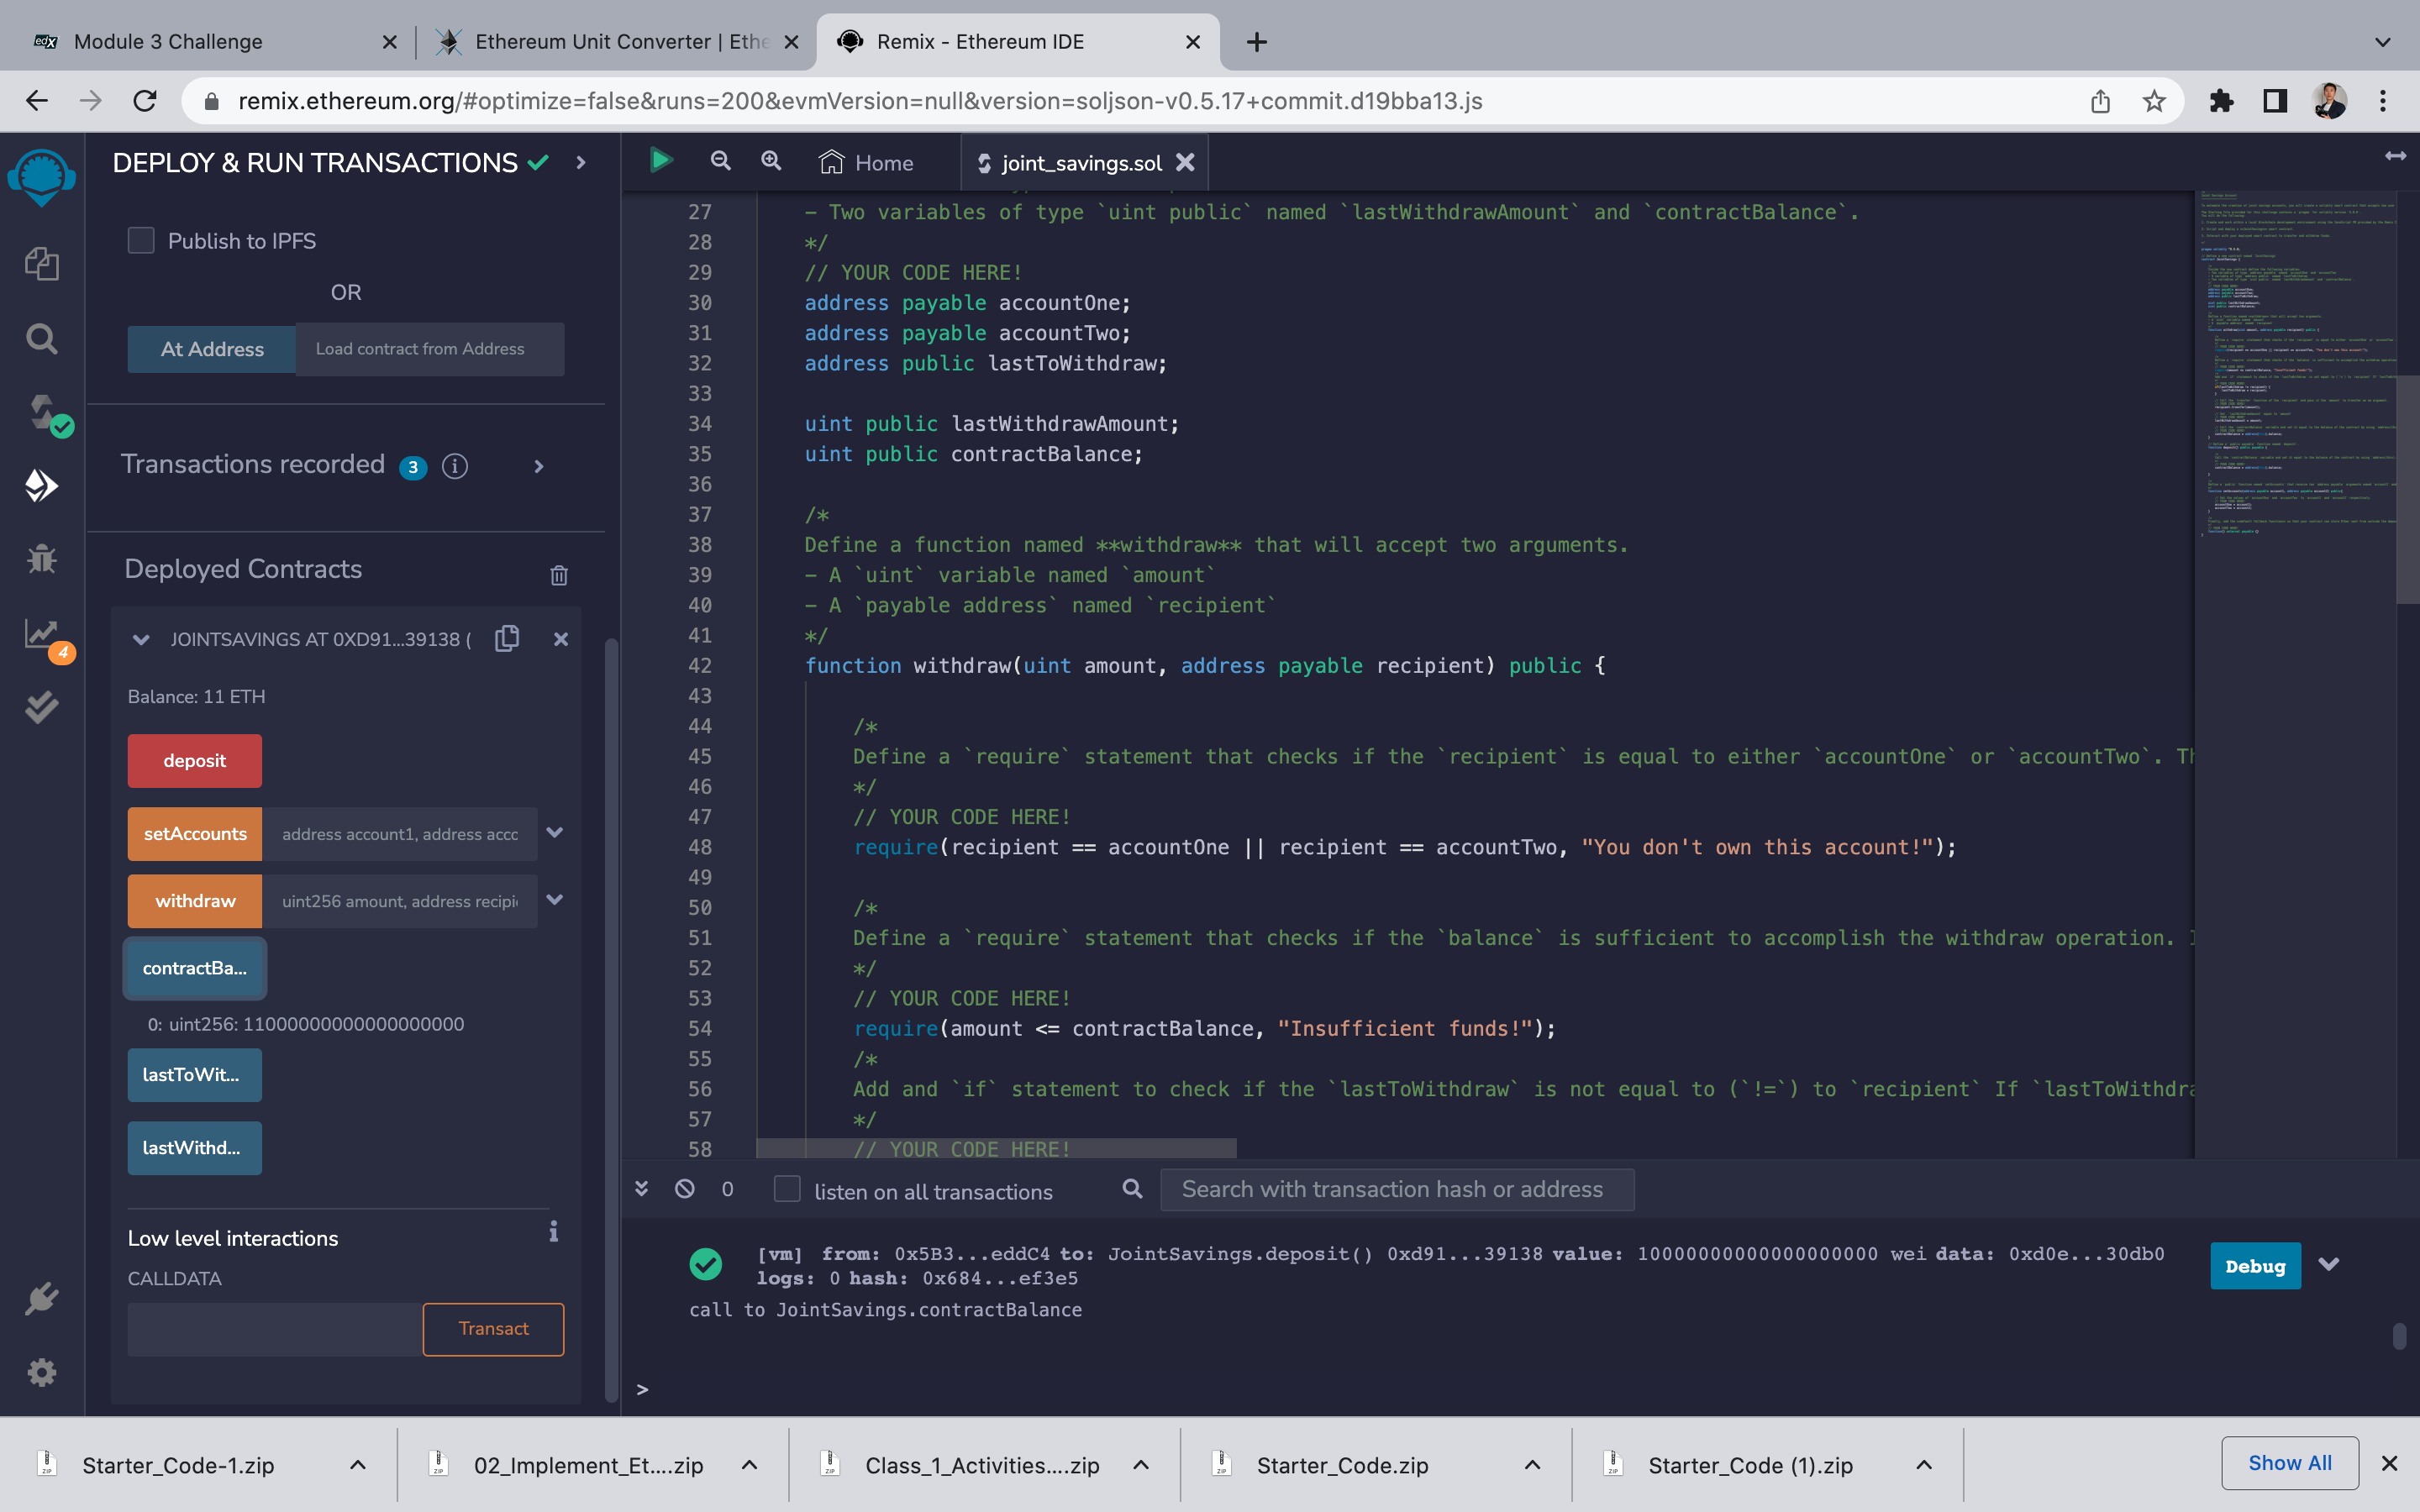 edX Module 3 Challenge
Ethereum Unit Converter | Ethe
Remix - Ethereum IDE
remix.ethereum.org/#optimize=false&runs=200&evmVersion=null&version=soljson-v0.5.17+commit.d19bba13.js
DEPLOY & RUN TRANSACTIONS
Publish to IPFS
OR
At Address Load contract from Address
Transactions recorded 3 i
Deployed Contracts
4
JOINTSAVINGS AT 0XD91...39138 (
Balance: 11 ETH
deposit
setAccounts address account1, address acco
withdraw uint256 amount, address recipi
contractBa...
0: uint256: 11000000000000000000
lastToWit...
lastWithd...
Low level interactions
CALLDATA
Transact
Home
joint_savings.sol
27 - Two variables of type `uint public` named `lastWithdrawAmount` and `contractBalance`.
28 */
29 // YOUR CODE HERE!
30 address payable accountOne;
31 address payable accountTwo;
32 address public lastToWithdraw;
33
34 uint public lastWithdrawAmount;
35 uint public contractBalance;
36
37 /*
38 Define a function named **withdraw** that will accept two arguments.
39 - A `uint` variable named `amount`
40 - A `payable address` named `recipient`
41 */
42 function withdraw(uint amount, address payable recipient) public {
43
44 /*
45 Define a `require` statement that checks if the `recipient` is equal to either `accountOne` or `accountTwo`. Th
46 */
47 // YOUR CODE HERE!
48 require(recipient == accountOne || recipient == accountTwo, "You don't own this account!");
49
50 /*
51 Define a `require` statement that checks if the `balance` is sufficient to accomplish the withdraw operation. I
52 */
53 // YOUR CODE HERE!
54 require(amount <= contractBalance, "Insufficient funds!");
55 /*
56 Add and `if` statement to check if the `lastToWithdraw` is not equal to (`!=`) to `recipient` If `lastToWithdra
57 */
58 // YOUR CODE HERE!
0 listen on all transactions Search with transaction hash or address
[vm] from: 0x5B3...eddC4 to: JointSavings.deposit() 0xd91...39138 value: 10000000000000000000 wei data: 0xd0e...30db0
logs: 0 hash: 0x684...ef3e5
Debug
call to JointSavings.contractBalance
>
Starter_Code-1.zip
02_Implement_Et....zip
Class_1_Activities....zip
Starter_Code.zip
Starter_Code (1).zip
Show All